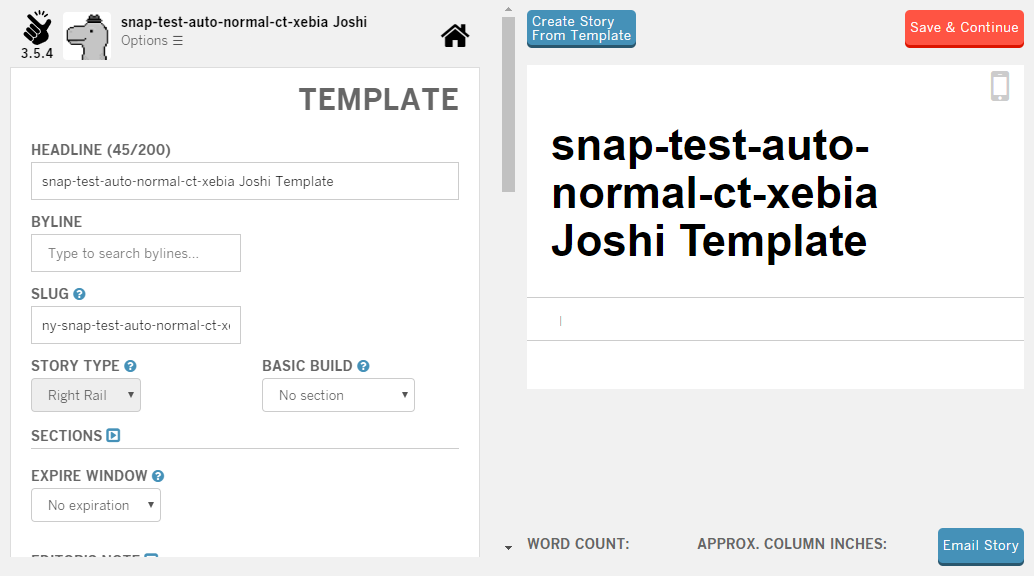 3.5.4
snap-test-auto-normal-ct-xebia Joshi
Options ☰
TEMPLATE
HEADLINE (45/200)
snap-test-auto-normal-ct-xebia Joshi Template
BYLINE
Type to search bylines...
SLUG
ny-snap-test-auto-normal-ct-x
STORY TYPE
BASIC BUILD
Right Rail
No section
SECTIONS
EXPIRE WINDOW
No expiration
EDITOR'S NOTE
Create Story
From Template
Save & Continue
snap-test-auto-
normal-ct-xebia
Joshi Template
WORD COUNT:
APPROX. COLUMN INCHES:
Email Story